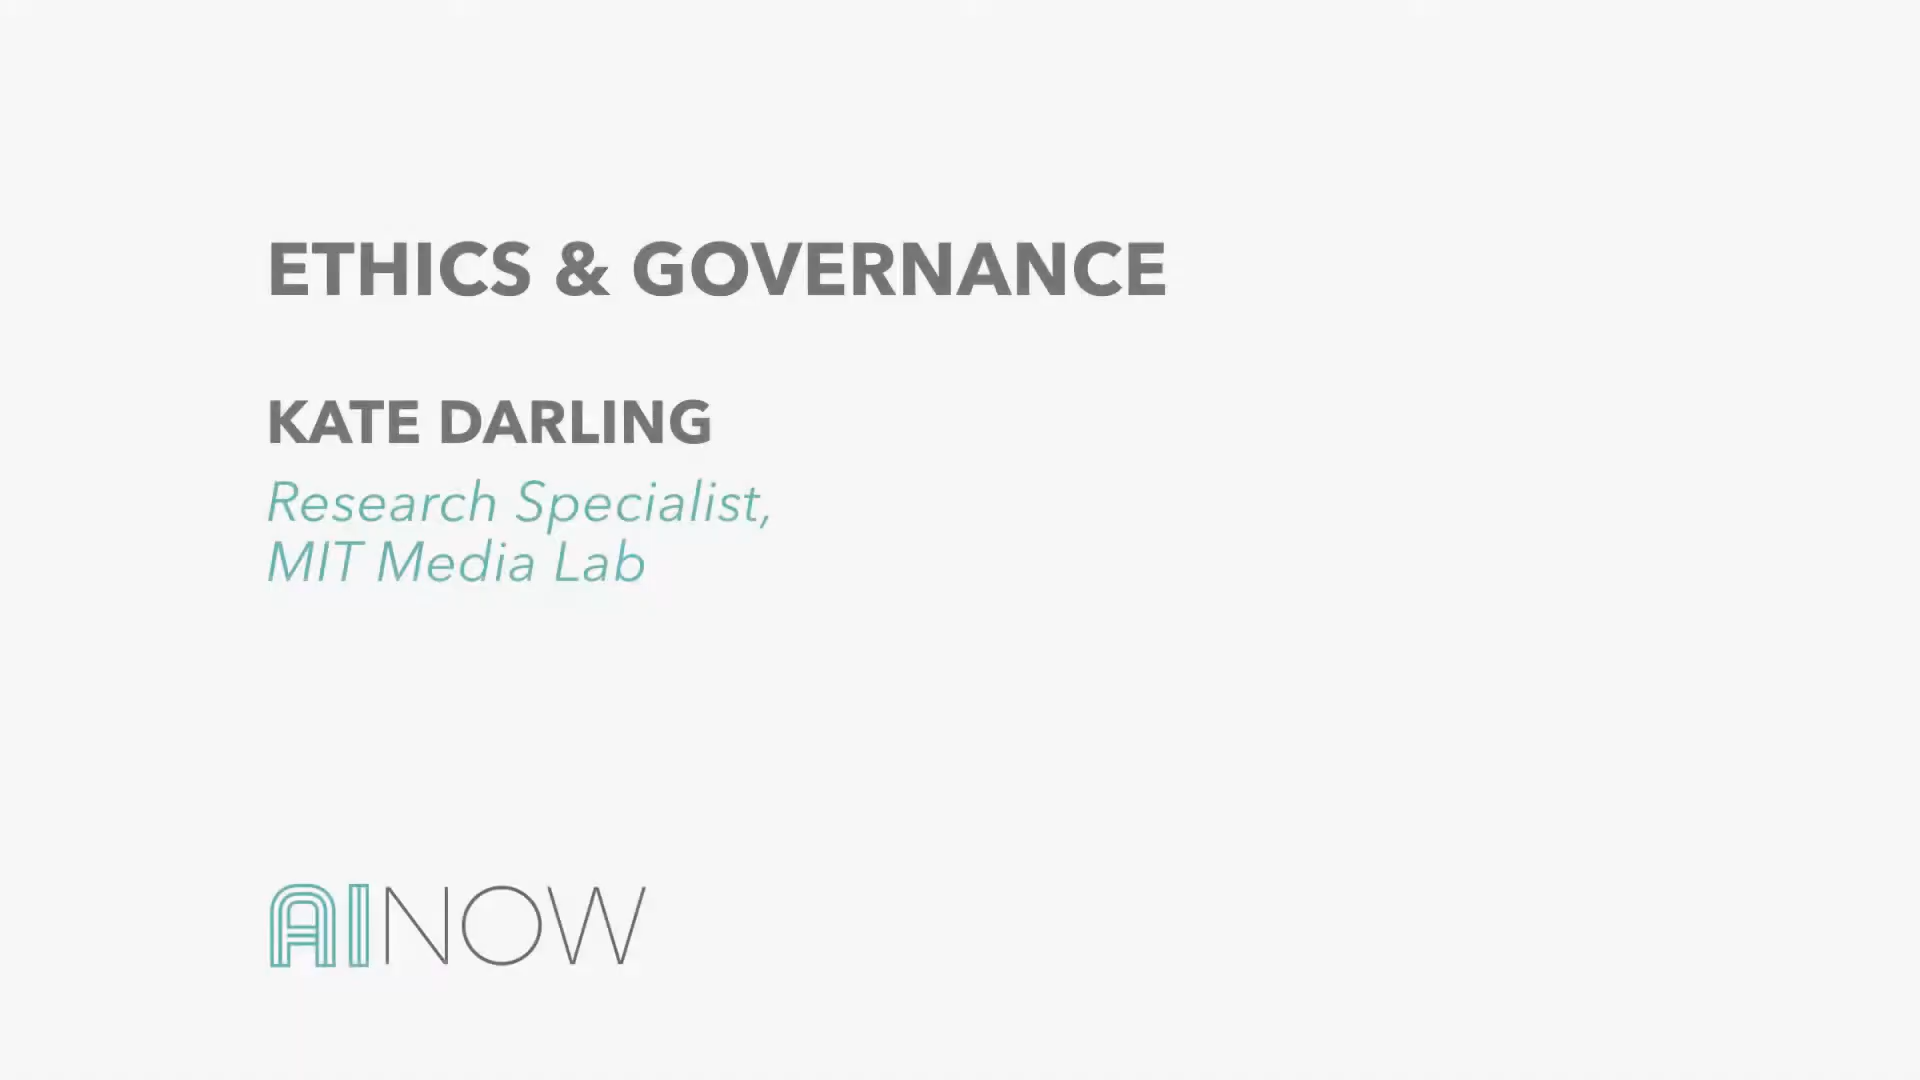 ETHICS & GOVERNANCE
KATE DARLING
Research Specialist,
MIT Media Lab
AINOW